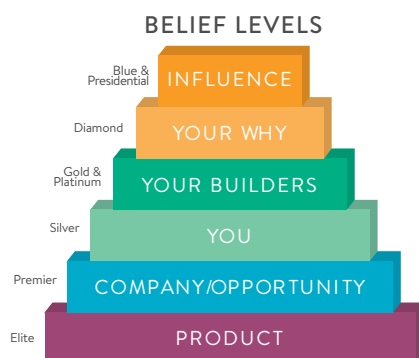 BELIEF LEVELS
Blue &
Presidential
INFLUENCE
Diamond
YOUR WHY
Gold &
Platinum
YOUR BUILDERS
Silver
YOU
Premier
COMPANY/OPPORTUNITY
Elite
PRODUCT